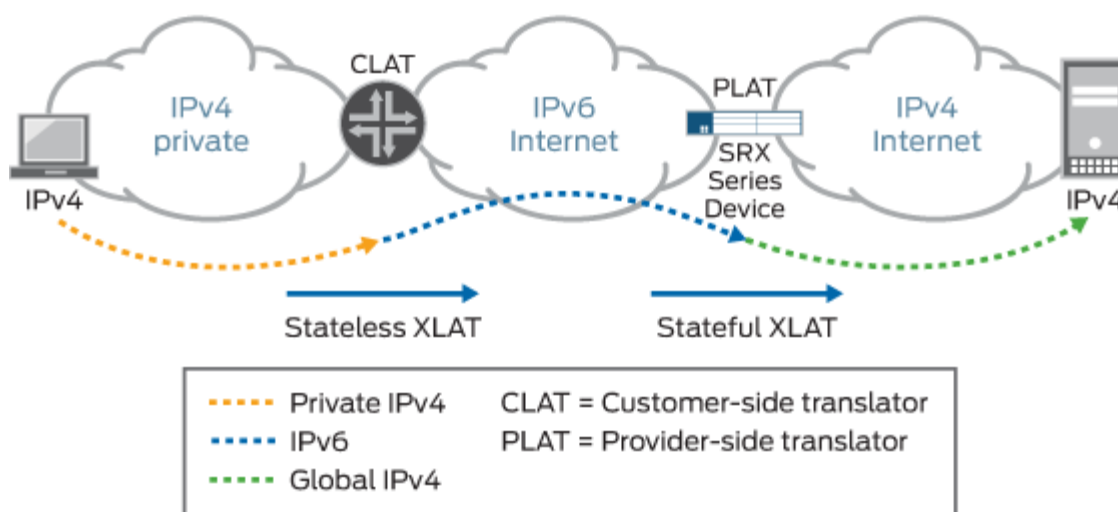 CLAT
IPv4
private
IPv6
Internet
PLAT
SRX
Series
Device
IPv4
Internet
IPv4
IPv4
Stateless XLAT
Stateful XLAT
Private IPv4
CLAT = Customer-side translator
IPv6
PLAT = Provider-side translator
Global IPv4